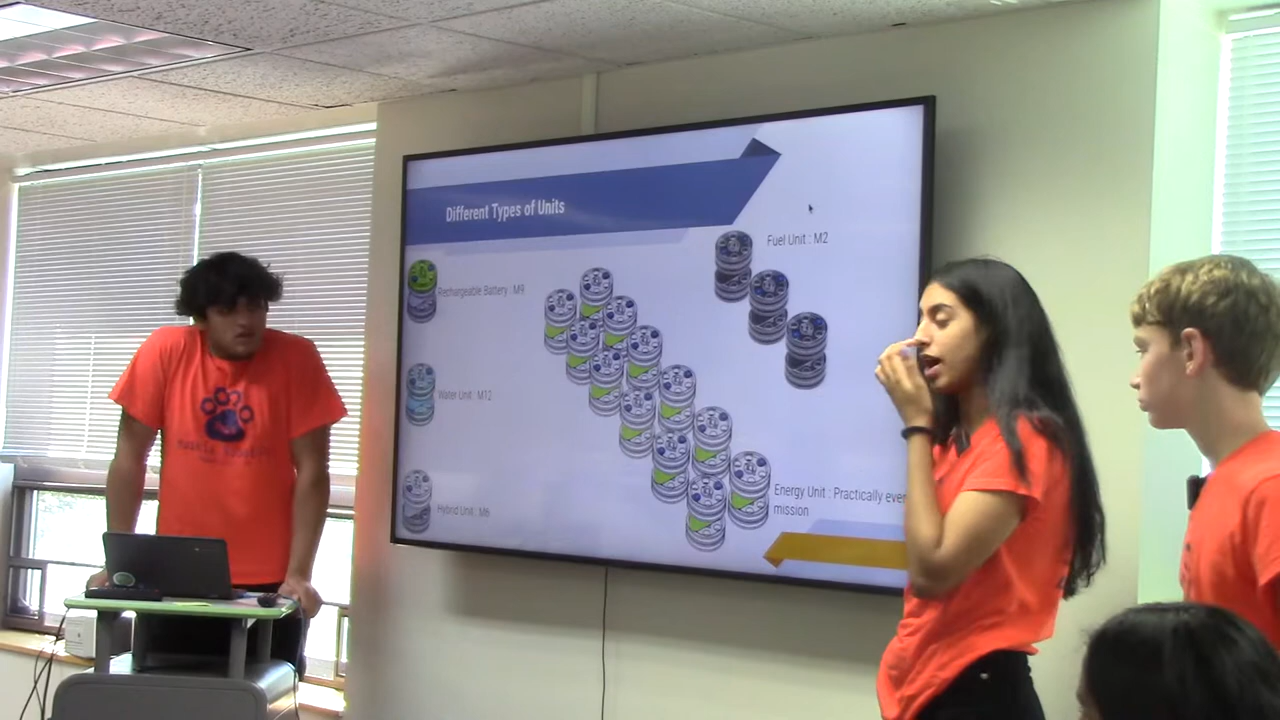 Different Types of Units
Fuel Unit : M2
Rechargeable Battery : M9
Water Unit : M12
Hybrid Unit : M6
Energy Unit : Practically
mission